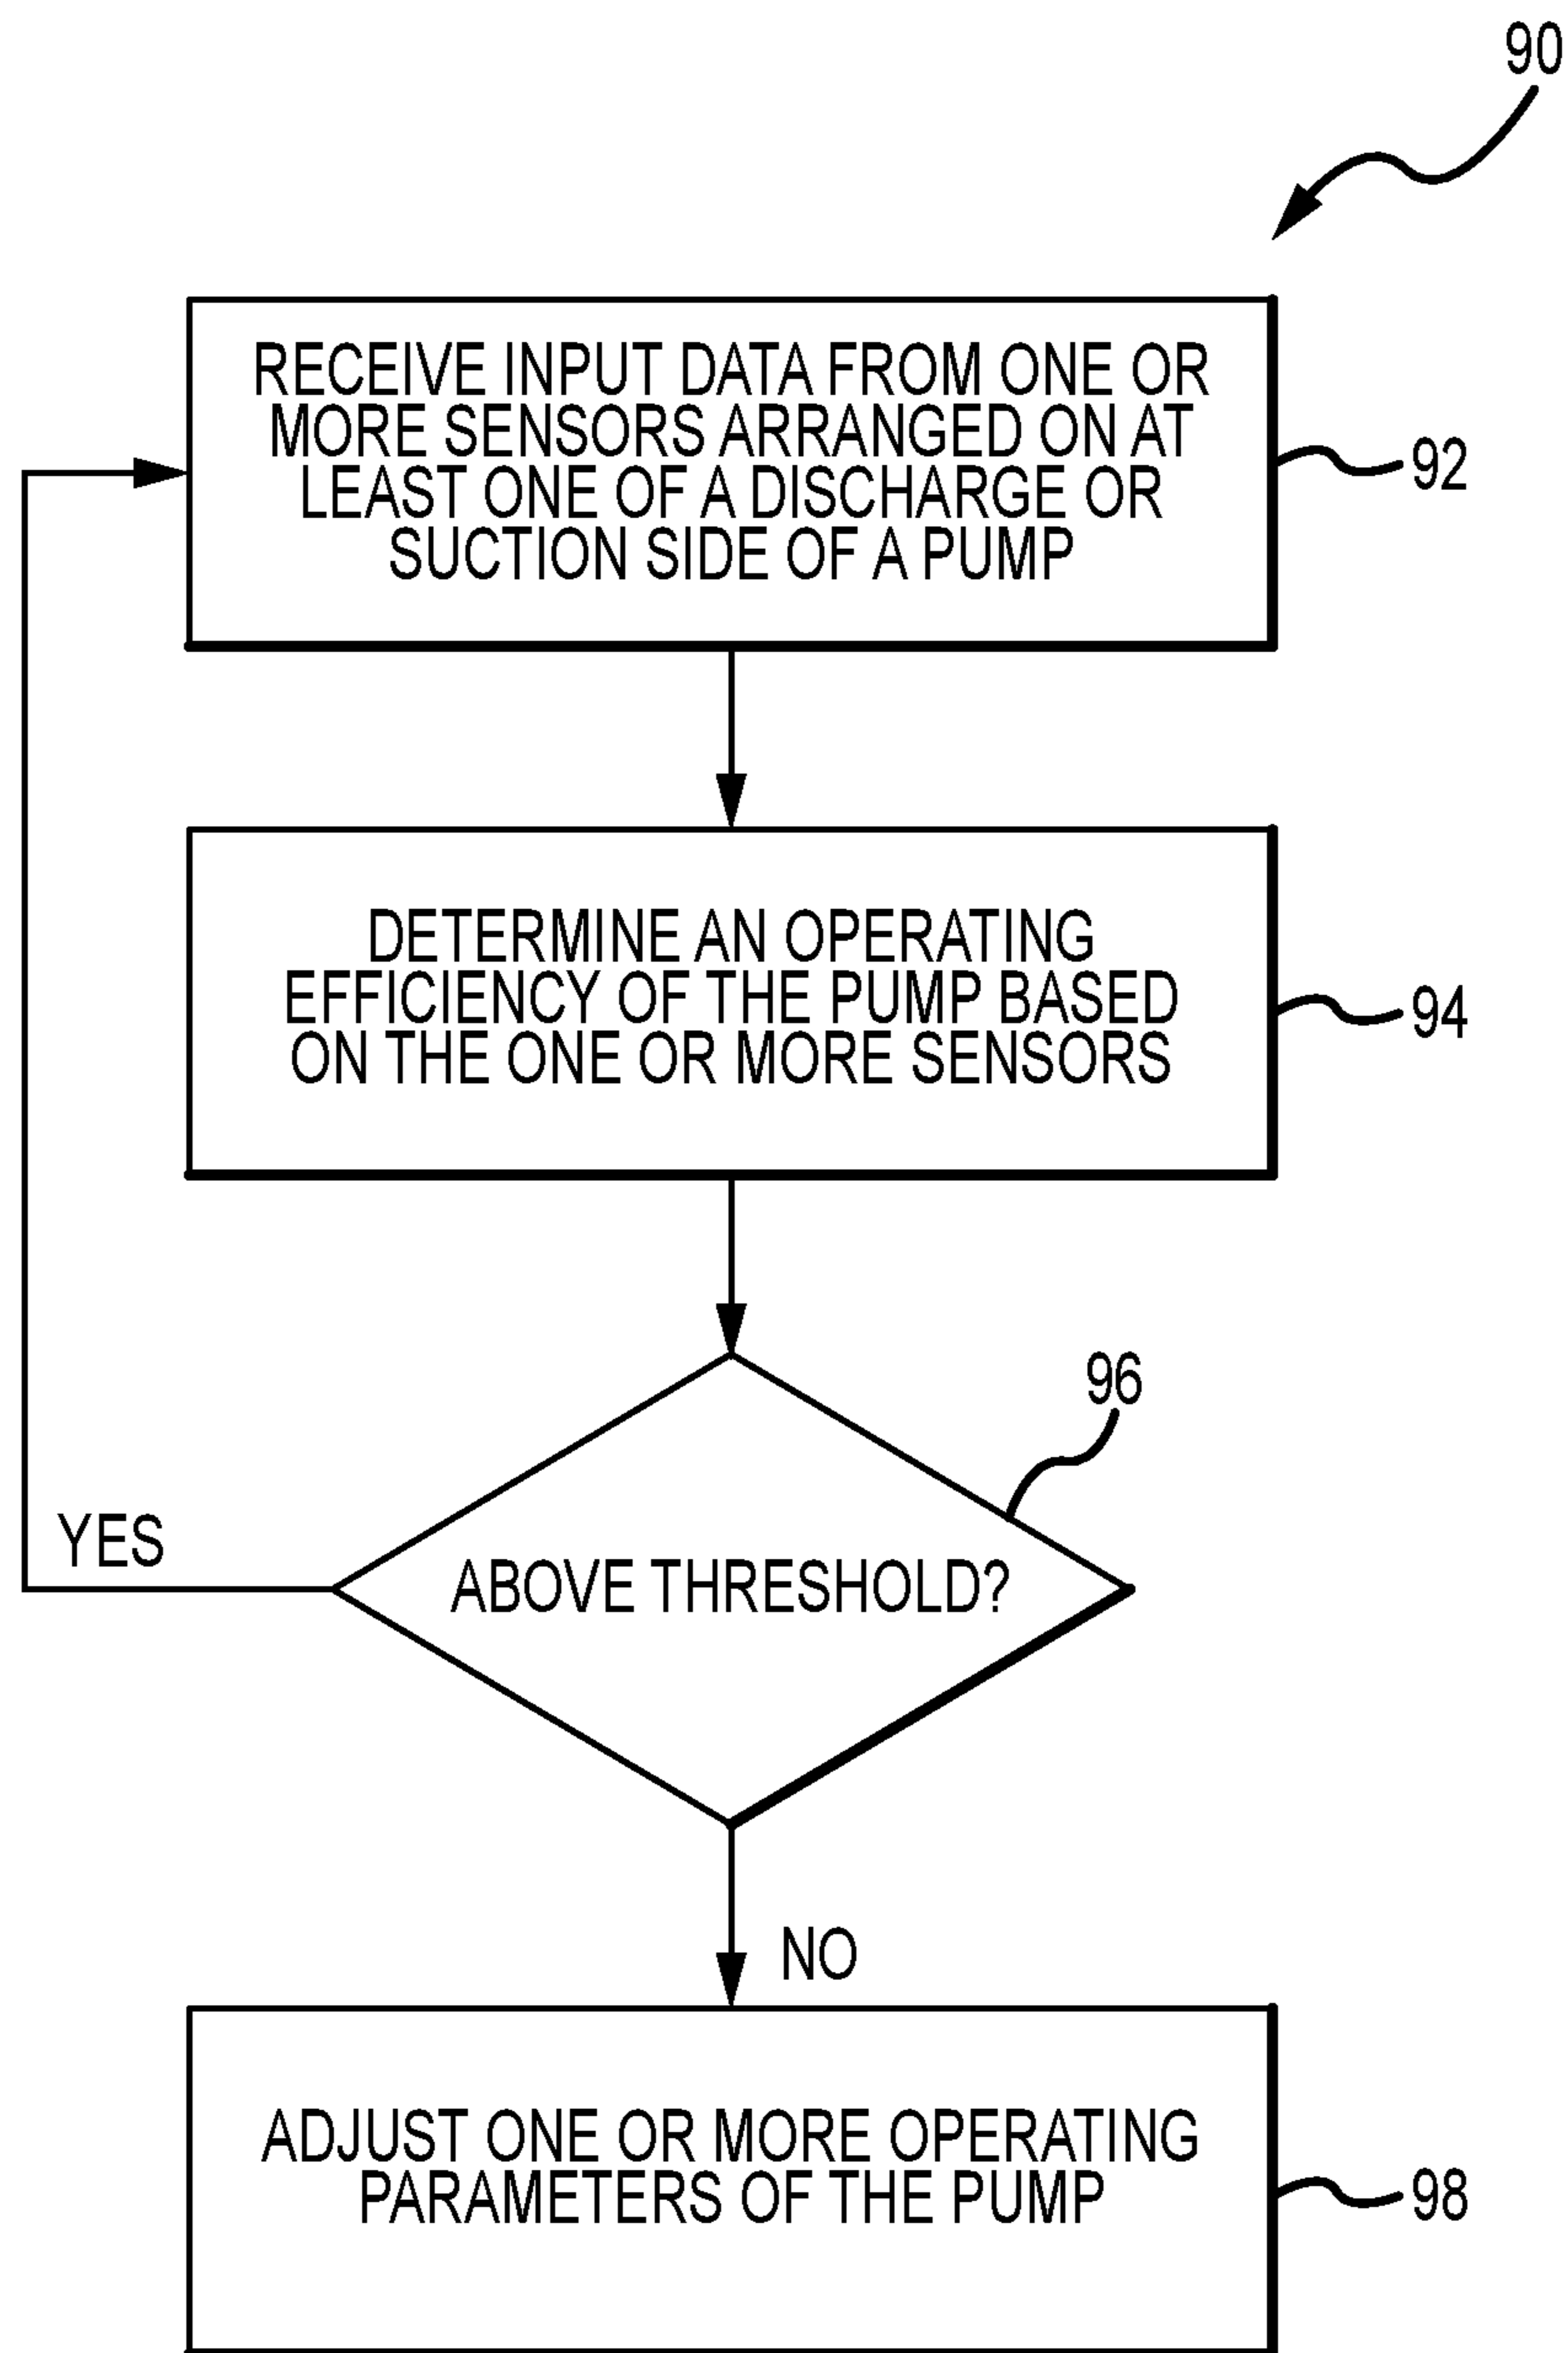 90
RECEIVE INPUT DATA FROM ONE OR
MORE SENSORS ARRANGED ON AT
LEAST ONE OF A DISCHARGE OR
SUCTION SIDE OF A PUMP
92
DETERMINE AN OPERATING
EFFICIENCY OF THE PUMP BASED
ON THE ONE OR MORE SENSORS
94
96
YES
ABOVE THRESHOLD?
NO
ADJUST ONE OR MORE OPERATING
PARAMETERS OF THE PUMP
98